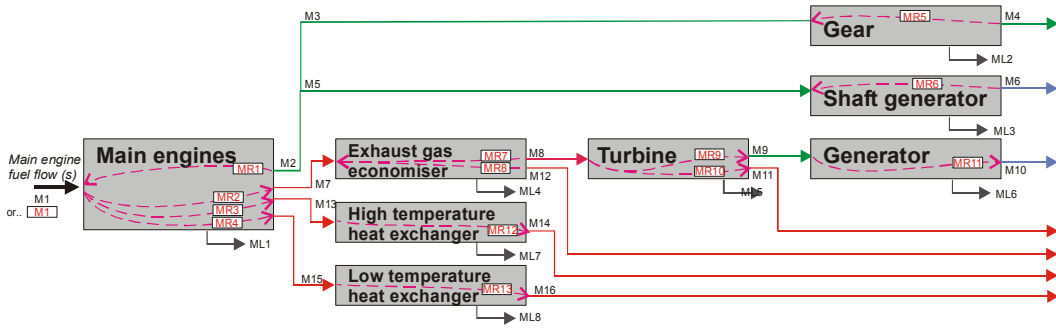 M3
MR5
M4
Gear
ML2
M5
MR6
M6
Shaft generator
ML3
Main engine
fuel flow (s)
M1
or.. M1
Main engines
MR1
M2
MR2
MR3
MR4
ML1
M7
Exhaust gas
economiser
MR7
MR8
M8
M12
ML4
Turbine
MR9
MR10
M9
M11
Generator
MR11
M10
ML6
M13
High temperature
heat exchanger
MR12
M14
ML7
M15
Low temperature
heat exchanger
MR13
M16
ML8